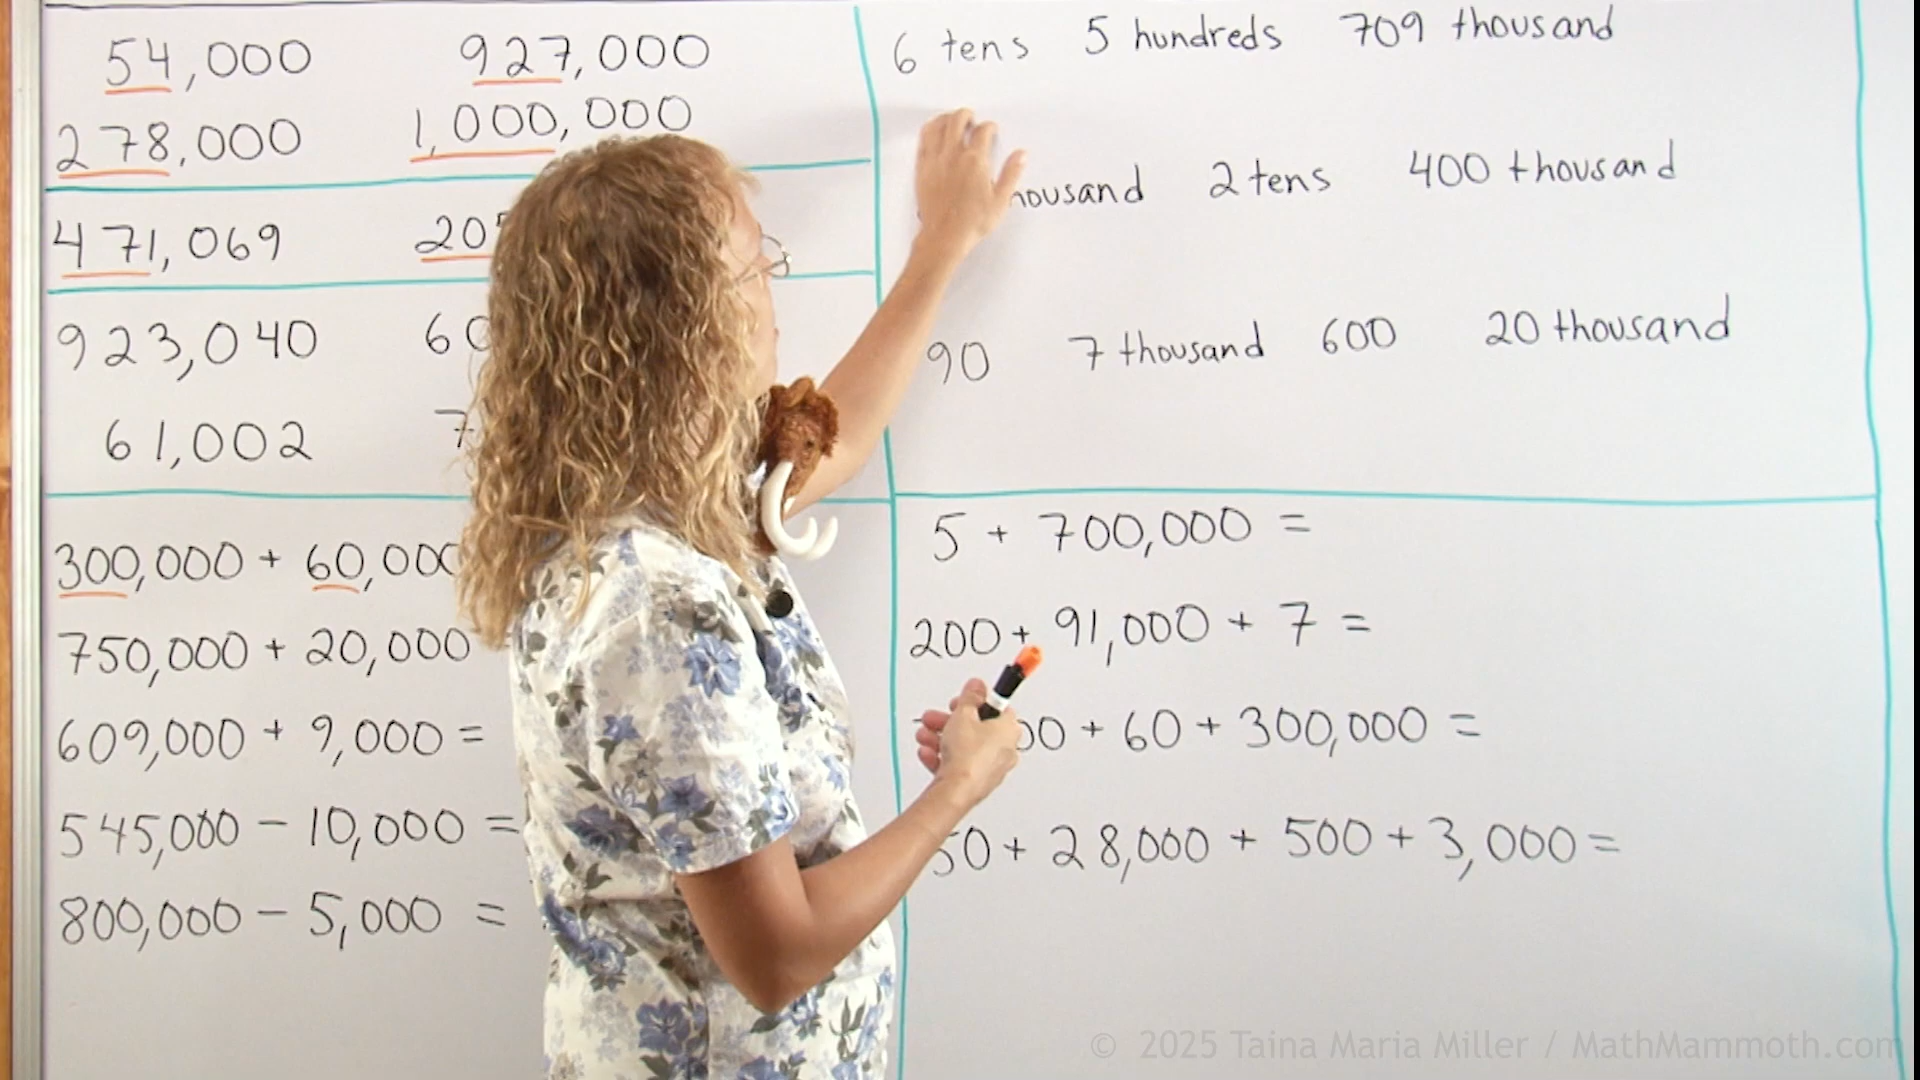 54,000 927,000
278,000 1,000,000
471,069
923,040
61,002
300,000 + 60,000
750,000 + 20,000
609,000 + 9,000 =
545,000 - 10,000 =
800,000 - 5,000 =
6 tens 5 hundreds 709 thousand
2 tens 400 thousand
90 7 thousand 600 20 thousand
5 + 700,000 =
200 + 91,000 + 7 =
+ 60 + 300,000 =
50 + 28,000 + 500 + 3,000 =
© 2025 Taina Maria Miller / MathMammoth.com